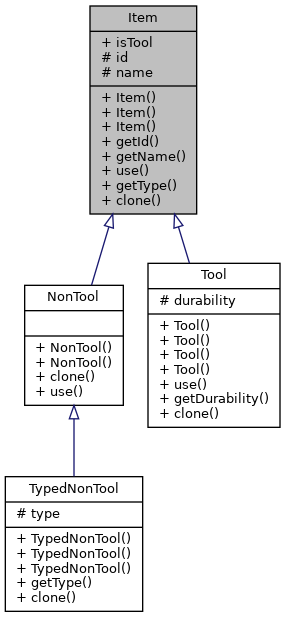 Item
+ isTool
# id
# name
+ Item()
+ Item()
+ Item()
+ getId()
+ getName()
+ use()
+ getType()
+ clone()
NonTool
+ NonTool()
+ NonTool()
+ clone()
+ use()
Tool
# durability
+ Tool()
+ Tool()
+ Tool()
+ Tool()
+ use()
+ getDurability()
+ clone()
TypedNonTool
# type
+ TypedNonTool()
+ TypedNonTool()
+ TypedNonTool()
+ getType()
+ clone()